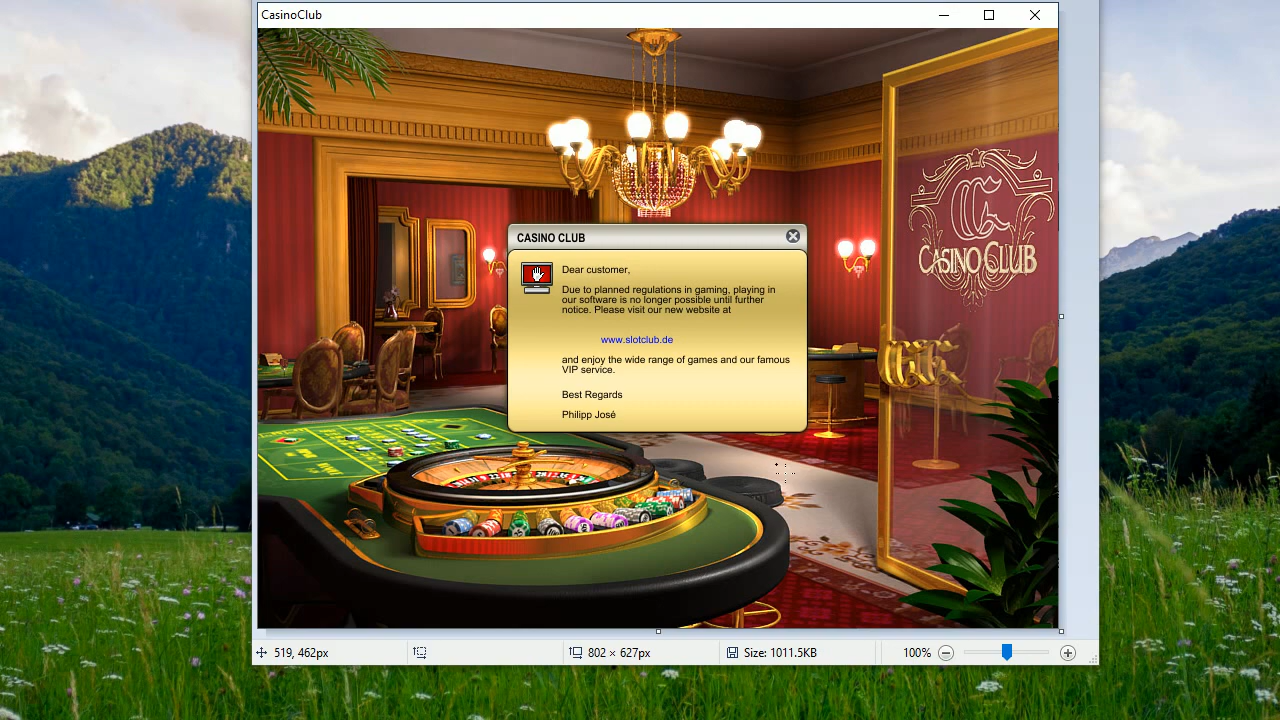 CasinoClub
CASINO CLUB
CASINO CLUB
Dear customer,
Due to planned regulations in gaming, playing in
our software is no longer possible until further
notice. Please visit our new website at
www.slotclub.de
and enjoy the wide range of games and our famous
VIP service.
Best Regards
Philipp José
519, 462px
802 × 627px
Size: 1011.5KB
100%